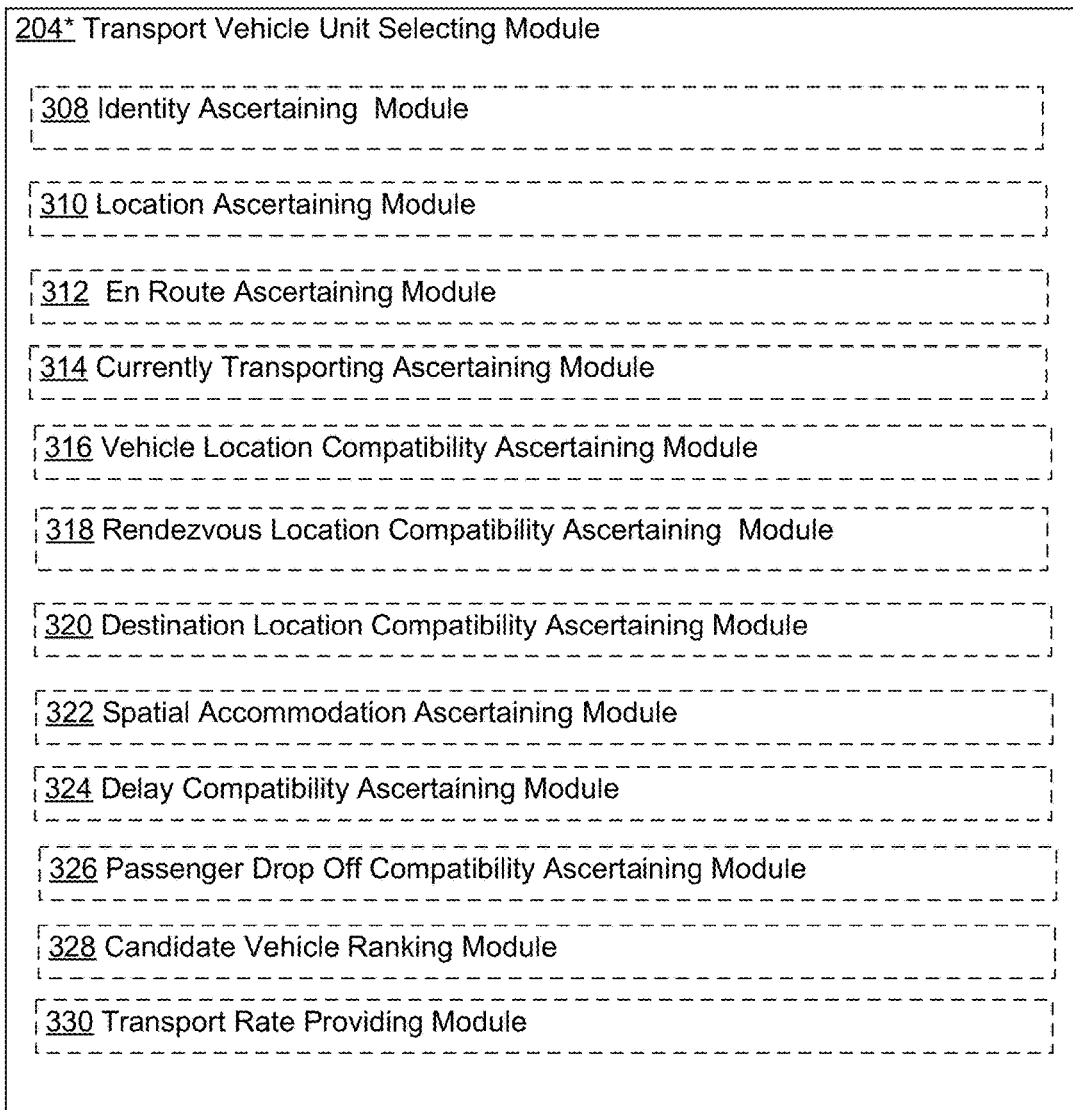 204* Transport Vehicle Unit Selecting Module
308 Identity Ascertaining Module
310 Location Ascertaining Module
312 En Route Ascertaining Module
314 Currently Transporting Ascertaining Module
316 Vehicle Location Compatibility Ascertaining Module
318 Rendezvous Location Compatibility Ascertaining Module
320 Destination Location Compatibility Ascertaining Module
322 Spatial Accommodation Ascertaining Module
324 Delay Compatibility Ascertaining Module
326 Passenger Drop Off Compatibility Ascertaining Module
328 Candidate Vehicle Ranking Module
330 Transport Rate Providing Module